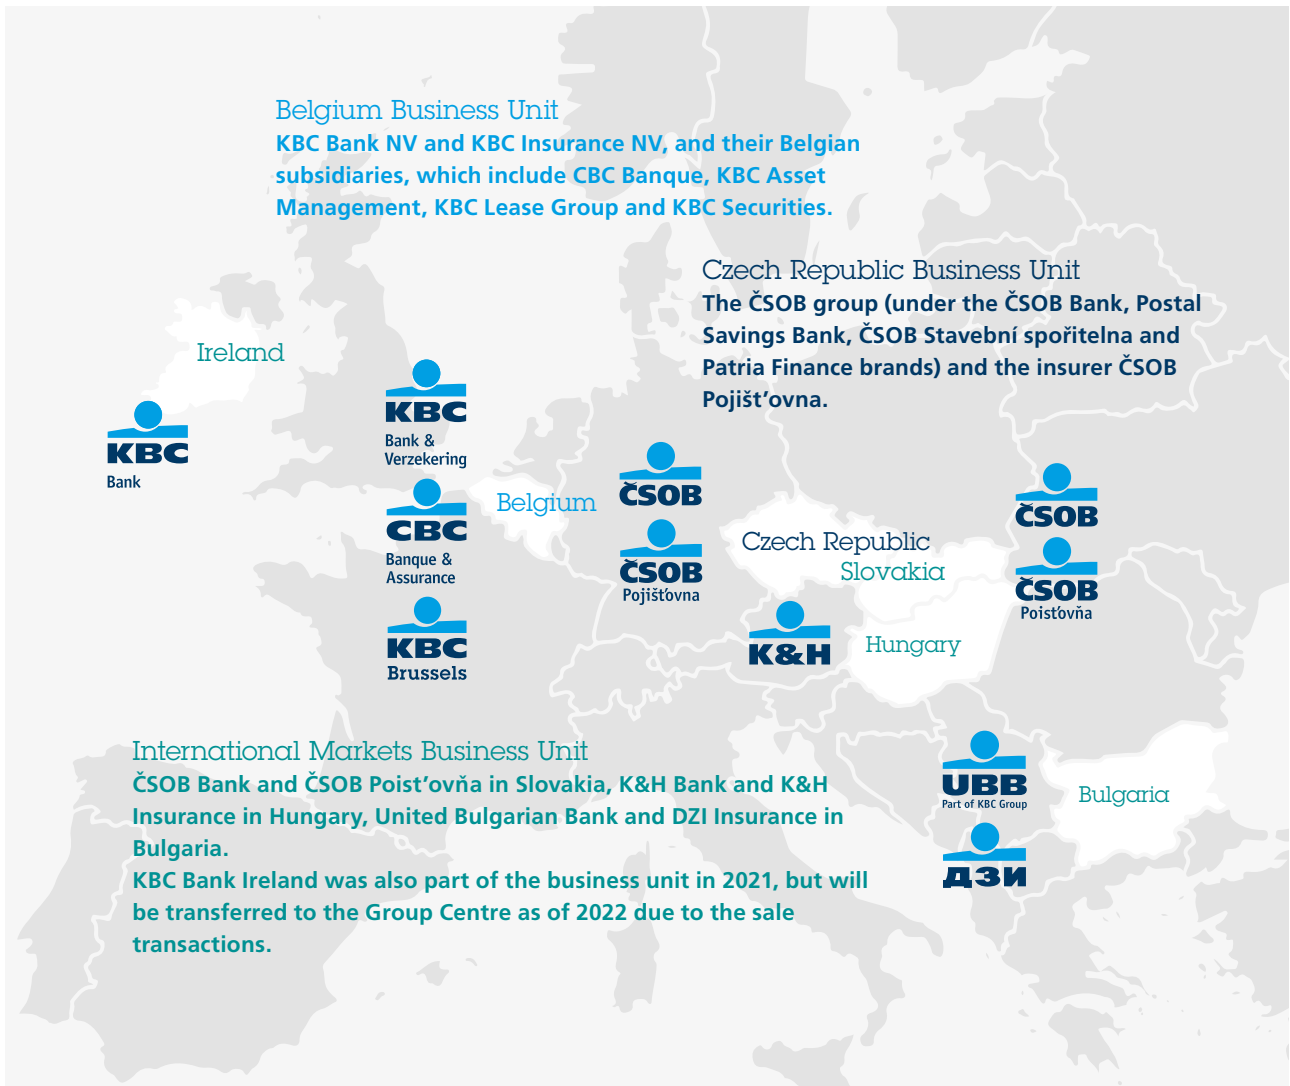 Belgium Business Unit
KBC Bank NV and KBC Insurance NV, and their Belgian
subsidiaries, which include CBC Banque, KBC Asset
Management, KBC Lease Group and KBC Securities.
Czech Republic Business Unit
The ČSOB group (under the ČSOB Bank, Postal
Savings Bank, ČSOB Stavební spořitelna and
Patria Finance brands) and the insurer ČSOB
Pojišt’ovna.
Ireland
KBC
Bank
KBC
Bank &
Verzekering
CBC
Banque &
Assurance
KBC
Brussels
Belgium
ČSOB
ČSOB
Pojišťovna
Czech Republic
Slovakia
ČSOB
ČSOB
Poisťovňa
K&H
Hungary
International Markets Business Unit
ČSOB Bank and ČSOB Poist’ovňa in Slovakia, K&H Bank and K&H
Insurance in Hungary, United Bulgarian Bank and DZI Insurance in
Bulgaria.
KBC Bank Ireland was also part of the business unit in 2021, but will
be transferred to the Group Centre as of 2022 due to the sale
transactions.
UBB
Part of KBC Group
ДЗИ
Bulgaria